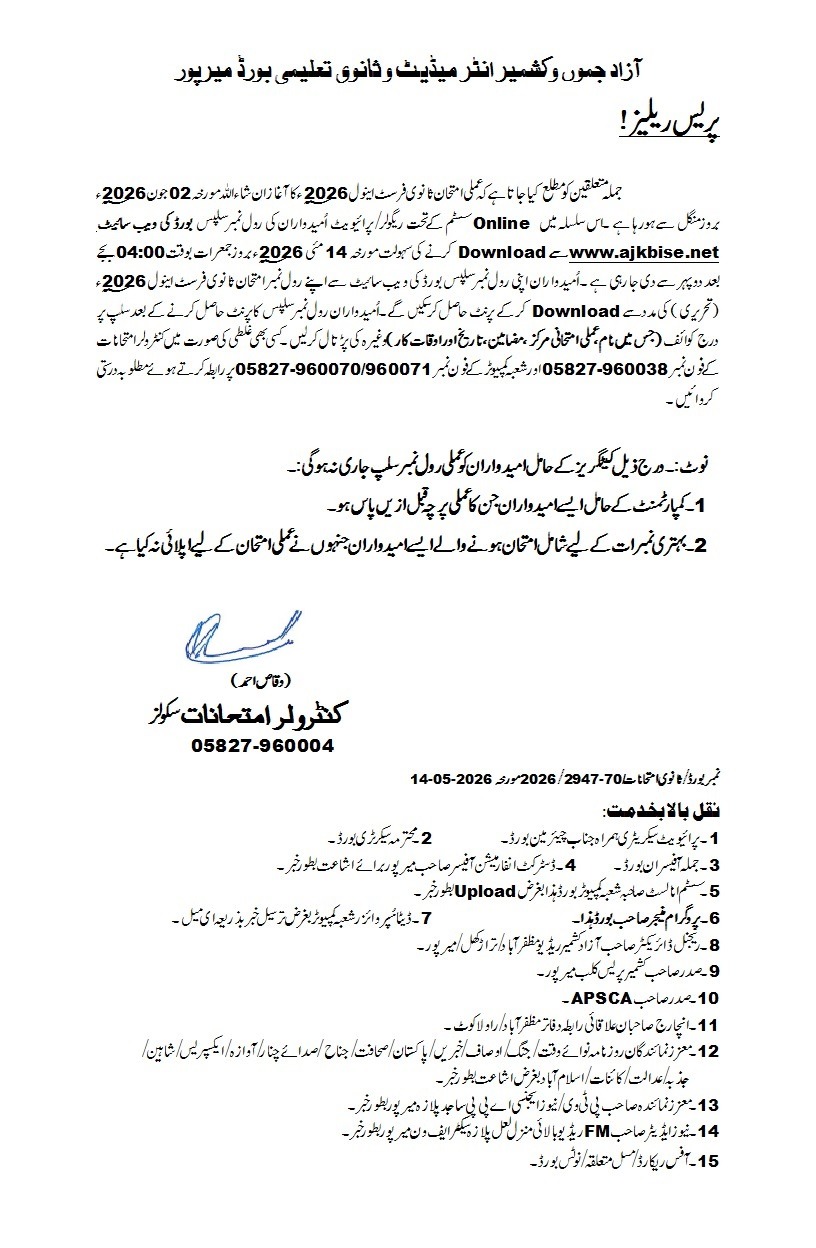 آزاد جموں و کشمیر انٹرمیڈیٹ و ثانوی تعلیمی بورڈ میرپور
پریس ریلیز !
جملہ متعلقین کو مطلع کیا جاتا ہے کہ عملی امتحان ثانوی فرسٹ اینول 2026ء کا آغاز ان شاءاللہ مورخہ 02 جون 2026ء
بروز منگل سے ہو رہا ہے ۔ اس سلسلہ میں Online سسٹم کے تحت ریگولر/پرائیویٹ اُمیدواران کی رول نمبر سلپس بورڈ کی ویب سائیٹ
www.ajkbise.net سے Download کرنے کی سہولت مورخہ 14 مئی 2026ء بروز جمعرات بوقت 04:00 بجے
بعد دوپہر سے دی جا رہی ہے ۔ اُمیدواران اپنی رول نمبر سلپس بورڈ کی ویب سائیٹ سے اپنے رول نمبر امتحان ثانوی فرسٹ اینول 2026ء
(تحریری) کی مدد سے Download کر کے پرنٹ حاصل کر سکیں گے۔ اُمیدواران رول نمبر سلپس کا پرنٹ حاصل کرنے کے بعد سلپ پر
درج کوائف (جس میں نام، عملی امتحانی مرکز ،مضامین، تاریخ اور اوقات کار) وغیرہ کی پڑتال کر لیں ۔ کسی بھی غلطی کی صورت میں کنٹرولر امتحانات
کے فون نمبر 05827-960038 اور شعبہ کمپیوٹر کے فون نمبر 05827-960070/960071 پر رابطہ کرتے ہوئے مطلوبہ درستی
کروائیں ۔
نوٹ:۔ درج ذیل کیٹگریز کے حامل امیدواران کو عملی رول نمبر سلپ جاری نہ ہو گی:۔
1۔ کمپارٹمنٹ کے حامل ایسے امیدواران جن کا عملی پرچہ قبل ازیں پاس ہو۔
2۔ بہتری نمبرات کے لیے شامل امتحان ہونے والے ایسے امیدواران جنہوں نے عملی امتحان کے لیے اپلائی نہ کیا ہے۔
(وقاص احمد)
کنٹرولر امتحانات سکولز
05827-960004
نمبر بورڈ/ثانوی امتحانات/2947-70/2026 مورخہ 14-05-2026
نقل بالا بخدمت:
1۔ پرائیویٹ سیکریٹری ہمراہ جناب چیئرمین بورڈ۔ 2۔ محترمہ سیکرٹری بورڈ۔
3۔ جملہ آفیسران بورڈ۔ 4۔ ڈسٹرکٹ انفارمیشن آفیسر صاحب میرپور برائے اشاعت بطور خبر۔
5۔ سسٹم انالسٹ صاحبہ شعبہ کمپیوٹر بورڈ ہذا بغرض Upload بطور خبر۔
6۔ پروگرام منیجر صاحب بورڈ ہذا۔ 7۔ ڈیٹا سپروائزر شعبہ کمپیوٹر بغرض ترسیل خبر بذریعہ ای میل ۔
8۔ ریجنل ڈائریکٹر صاحب آزاد کشمیر ریڈیو مظفرآباد/تراڑکھل/میرپور۔
9۔ صدر صاحب کشمیر پریس کلب میرپور۔
10۔ صدر صاحب APSCA۔
11۔ انچارج صاحبان علاقائی رابطہ دفاتر مظفرآباد/راولاکوٹ۔
12۔ معزز نمائندگان روزنامہ نوائے وقت/جنگ/اوصاف/خبریں/پاکستان/صحافت/جناح/صدائے چنار/آوازہ/ایکسپریس/شاہین/
جذبہ/عدالت/کائنات/اسلام آباد بغرض اشاعت بطور خبر۔
13۔ معزز نمائندہ صاحب پی ٹی وی/نیوز ایجنسی اے پی پی ساجد پلازہ میرپور بطور خبر۔
14۔ نیوز ایڈیٹر صاحب FM ریڈیو بالائی منزل لعل پلازہ سیکٹر ایف ون میرپور بطور خبر۔
15۔ آفس ریکارڈ/مسل متعلقہ/نوٹس بورڈ۔